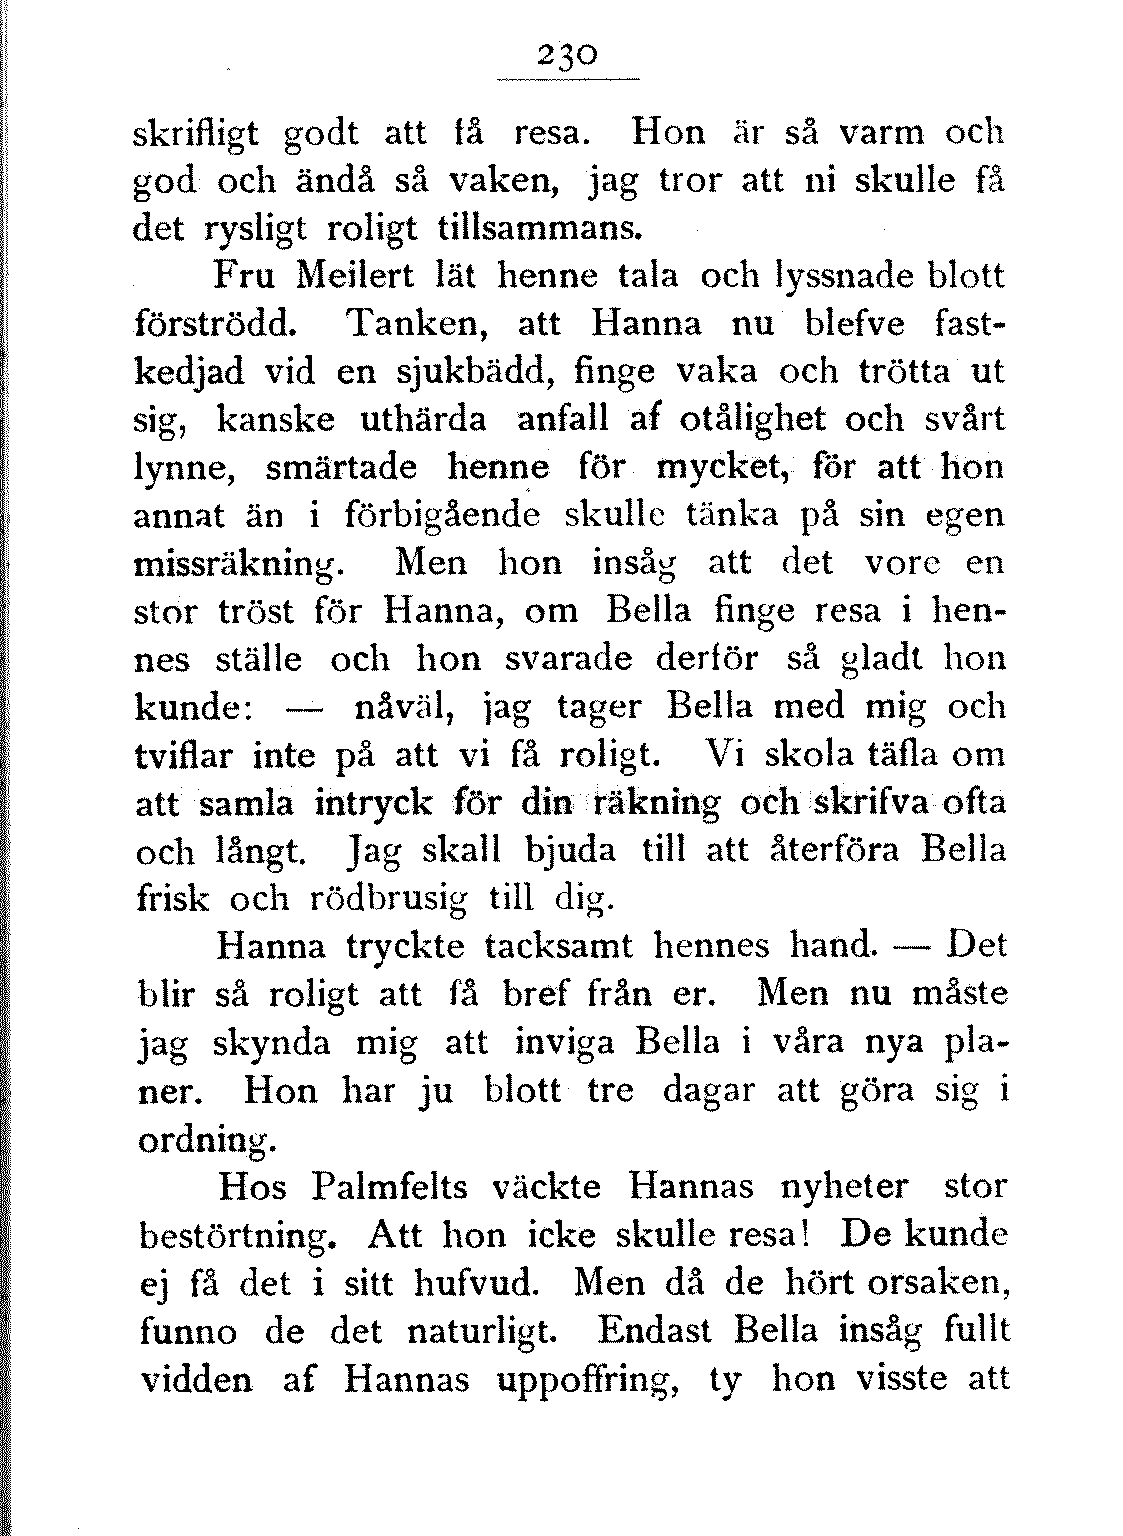 230
skrifligt godt att få resa. Hon är så varm och
god och ändå så vaken, jag tror att ni skulle få
det rysligt roligt tillsammans.
Fru Meilert lät henne tala och lyssnade blott
förströdd. Tanken, att Hanna nu blefve fast-
kedjad vid en sjukbädd, finge vaka och trötta ut
sig, kanske uthärda anfall af otålighet och svårt
lynne, smärtade henne för mycket, för att hon
annat än i förbigående skulle tänka på sin egen
missräkning. Men hon insåg att det vore en
stor tröst för Hanna, om Bella finge resa i hen-
nes ställe och hon svarade derför så gladt hon
kunde: — nåväl, jag tager Bella med mig och
tviflar inte på att vi få roligt. Vi skola täfla om
att samla intryck för din räkning och skrifva ofta
och långt. Jag skall bjuda till att återföra Bella
frisk och rödbrusig till dig.
Hanna tryckte tacksamt hennes hand. — Det
blir så roligt att få bref från er. Men nu måste
jag skynda mig att inviga Bella i våra nya pla-
ner. Hon har ju blott tre dagar att göra sig i
ordning.
Hos Palmfelts väckte Hannas nyheter stor
bestörtning. Att hon icke skulle resa! De kunde
ej få det i sitt hufvud. Men då de hört orsaken,
funno de det naturligt. Endast Bella insåg fullt
vidden af Hannas uppoffring, ty hon visste att